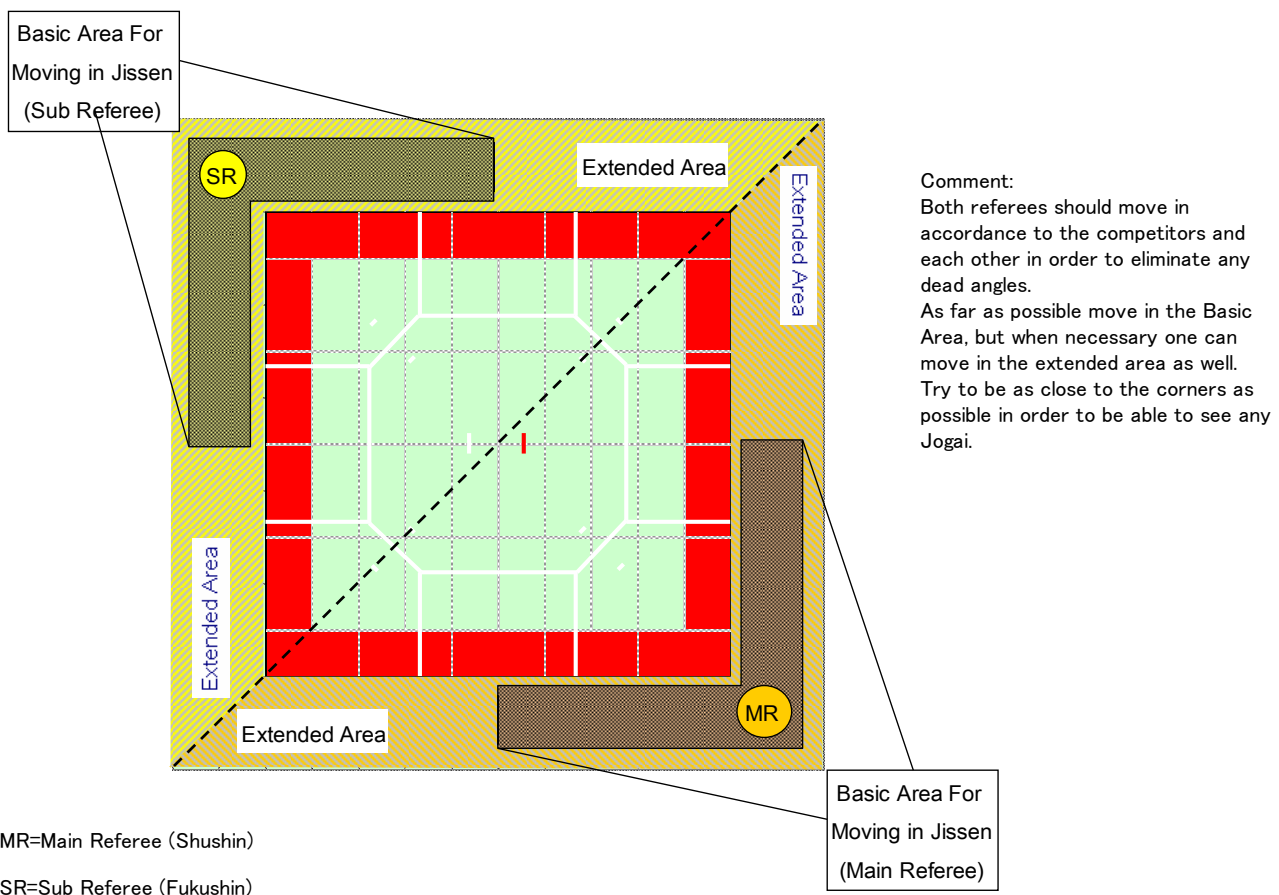 Basic Area For
Moving in Jissen
(Sub Referee)
SR
Extended Area
Extended Area
Comment:
Both referees should move in
accordance to the competitors and
each other in order to eliminate any
dead angles.
As far as possible move in the Basic
Area, but when necessary one can
move in the extended area as well.
Try to be as close to the corners as
possible in order to be able to see any
Jogai.
Extended Area
Extended Area
MR
Basic Area For
Moving in Jissen
(Main Referee)
MR=Main Referee (Shushin)
SR=Sub Referee (Fukushin)